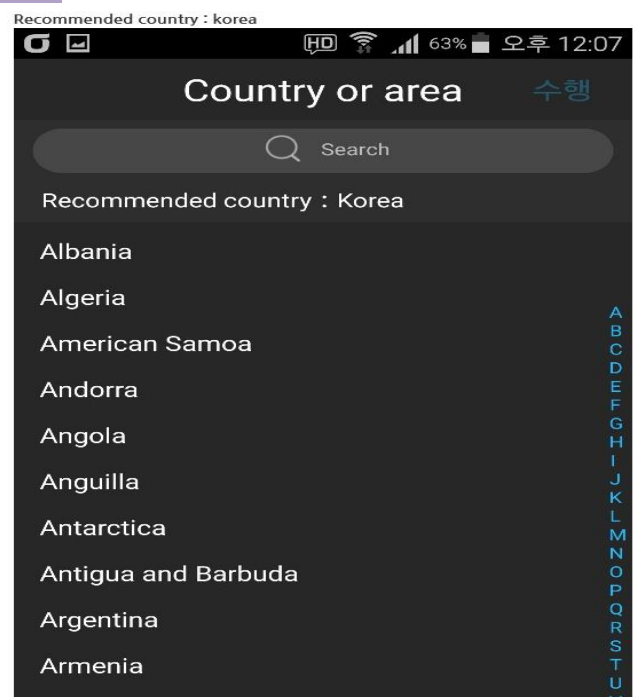 Recommended country : korea
HD 63% 오후 12:07
Country or area 수행
Search
Recommended country : Korea
Albania
Algeria
American Samoa
Andorra
Angola
Anguilla
Antarctica
Antigua and Barbuda
Argentina
Armenia
A
B
C
D
E
F
G
H
I
J
K
L
M
N
O
P
Q
R
S
T
U